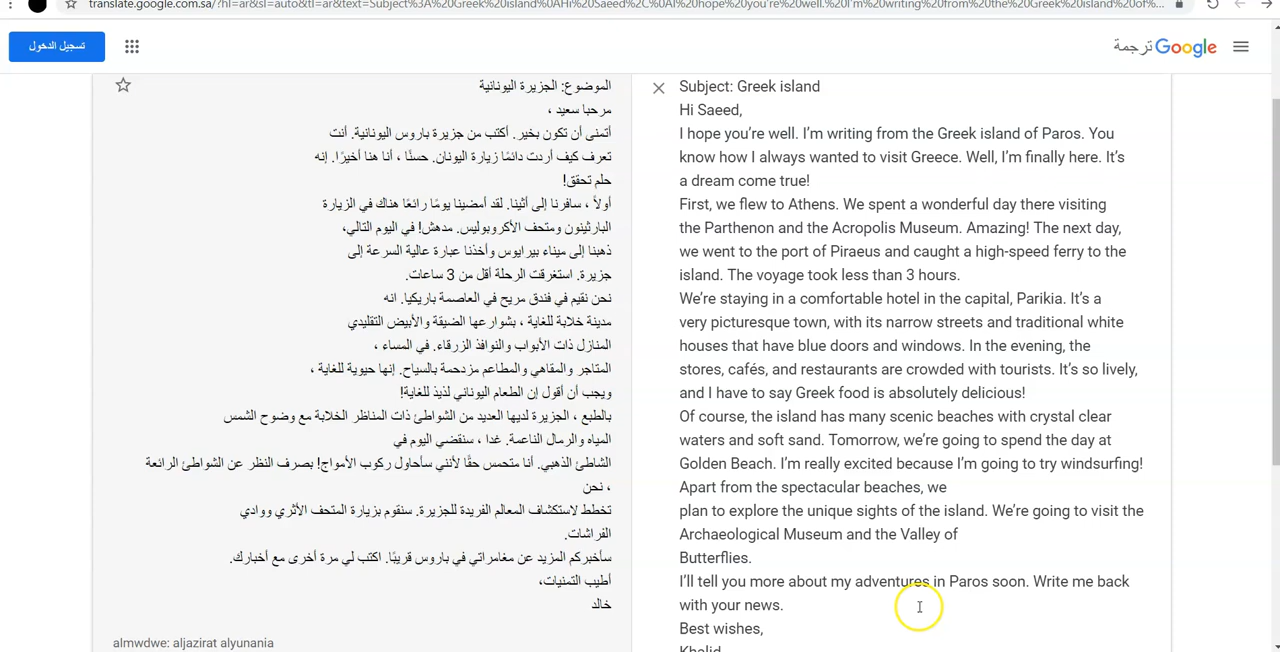 translate.google.com.sa/?hl=ar&sl=auto&tl=ar&text=Subject%3A%20Greek%20island%0AHi%20Saeed%2C%0AI%20hope%20you're%20well.%20I'm%20writing%20from%20the%20Greek%20island%20of%...
تسجيل الدخول
ترجمة Google
Subject: Greek island
Hi Saeed,
I hope you’re well. I’m writing from the Greek island of Paros. You
know how I always wanted to visit Greece. Well, I’m finally here. It’s
a dream come true!
First, we flew to Athens. We spent a wonderful day there visiting
the Parthenon and the Acropolis Museum. Amazing! The next day,
we went to the port of Piraeus and caught a high-speed ferry to the
island. The voyage took less than 3 hours.
We’re staying in a comfortable hotel in the capital, Parikia. It’s a
very picturesque town, with its narrow streets and traditional white
houses that have blue doors and windows. In the evening, the
stores, cafés, and restaurants are crowded with tourists. It’s so lively,
and I have to say Greek food is absolutely delicious!
Of course, the island has many scenic beaches with crystal clear
waters and soft sand. Tomorrow, we’re going to spend the day at
Golden Beach. I’m really excited because I’m going to try windsurfing!
Apart from the spectacular beaches, we
plan to explore the unique sights of the island. We’re going to visit the
Archaeological Museum and the Valley of
Butterflies.
I’ll tell you more about my adventures in Paros soon. Write me back
with your news.
Best wishes,
Khalid
الموضوع: الجزيرة اليونانية
مرحبا سعيد ،
أتمنى أن تكون بخير. أكتب من جزيرة باروس اليونانية. أنت
تعرف كيف أردت دائمًا زيارة اليونان. حسنًا ، أنا هنا أخيرًا. إنه
حلم تحقق!
أولاً ، سافرنا إلى أثينا. لقد أمضينا يومًا رائعًا هناك في الزيارة
البارثينون ومتحف الأكروبوليس. مدهش! في اليوم التالي،
ذهبنا إلى ميناء بيرايوس وأخذنا عبارة عالية السرعة إلى
جزيرة. استغرقت الرحلة أقل من 3 ساعات.
نحن نقيم في فندق مريح في العاصمة باريكيا. انه
مدينة خلابة للغاية ، بشوارعها الضيقة والأبيض التقليدي
المنازل ذات الأبواب والنوافذ الزرقاء. في المساء ،
المتاجر والمقاهي والمطاعم مزدحمة بالسياح. إنها حيوية للغاية ،
ويجب أن أقول إن الطعام اليوناني لذيذ للغاية!
بالطبع ، الجزيرة لديها العديد من الشواطئ ذات المناظر الخلابة مع وضوح الشمس
المياه والرمال الناعمة. غدا ، سنقضي اليوم في
الشاطئ الذهبي. أنا متحمس حقًا لأنني سأحاول ركوب الأمواج! بصرف النظر عن الشواطئ الرائعة
، نحن
تخطط لاستكشاف المعالم الفريدة للجزيرة. سنقوم بزيارة المتحف الأثري ووادي
الفراشات.
سأخبركم المزيد عن مغامراتي في باروس قريبًا. اكتب لي مرة أخرى مع أخبارك.
أطيب التمنيات،
خالد
almwdwe: aljazirat alyunania